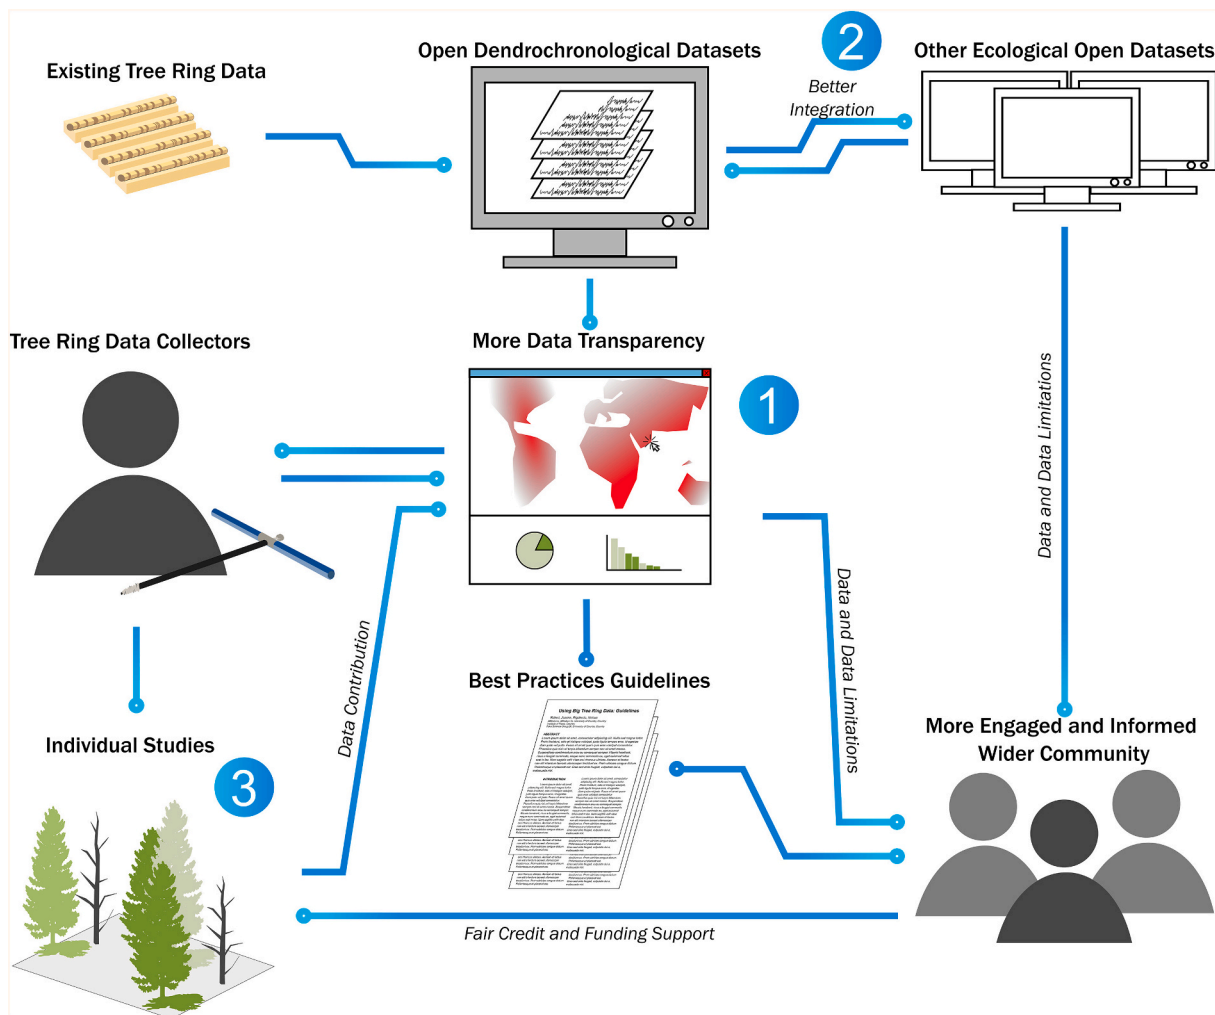 Existing Tree Ring Data
Open Dendrochronological Datasets
2
Better
Integration
Other Ecological Open Datasets
Tree Ring Data Collectors
More Data Transparency
1
Data and Data Limitations
Data Contribution
Data and Data Limitations
Best Practices Guidelines
Using Big Tree Ring Data: Guidelines
ABSTRACT
INTRODUCTION
Individual Studies
3
More Engaged and Informed
Wider Community
Fair Credit and Funding Support